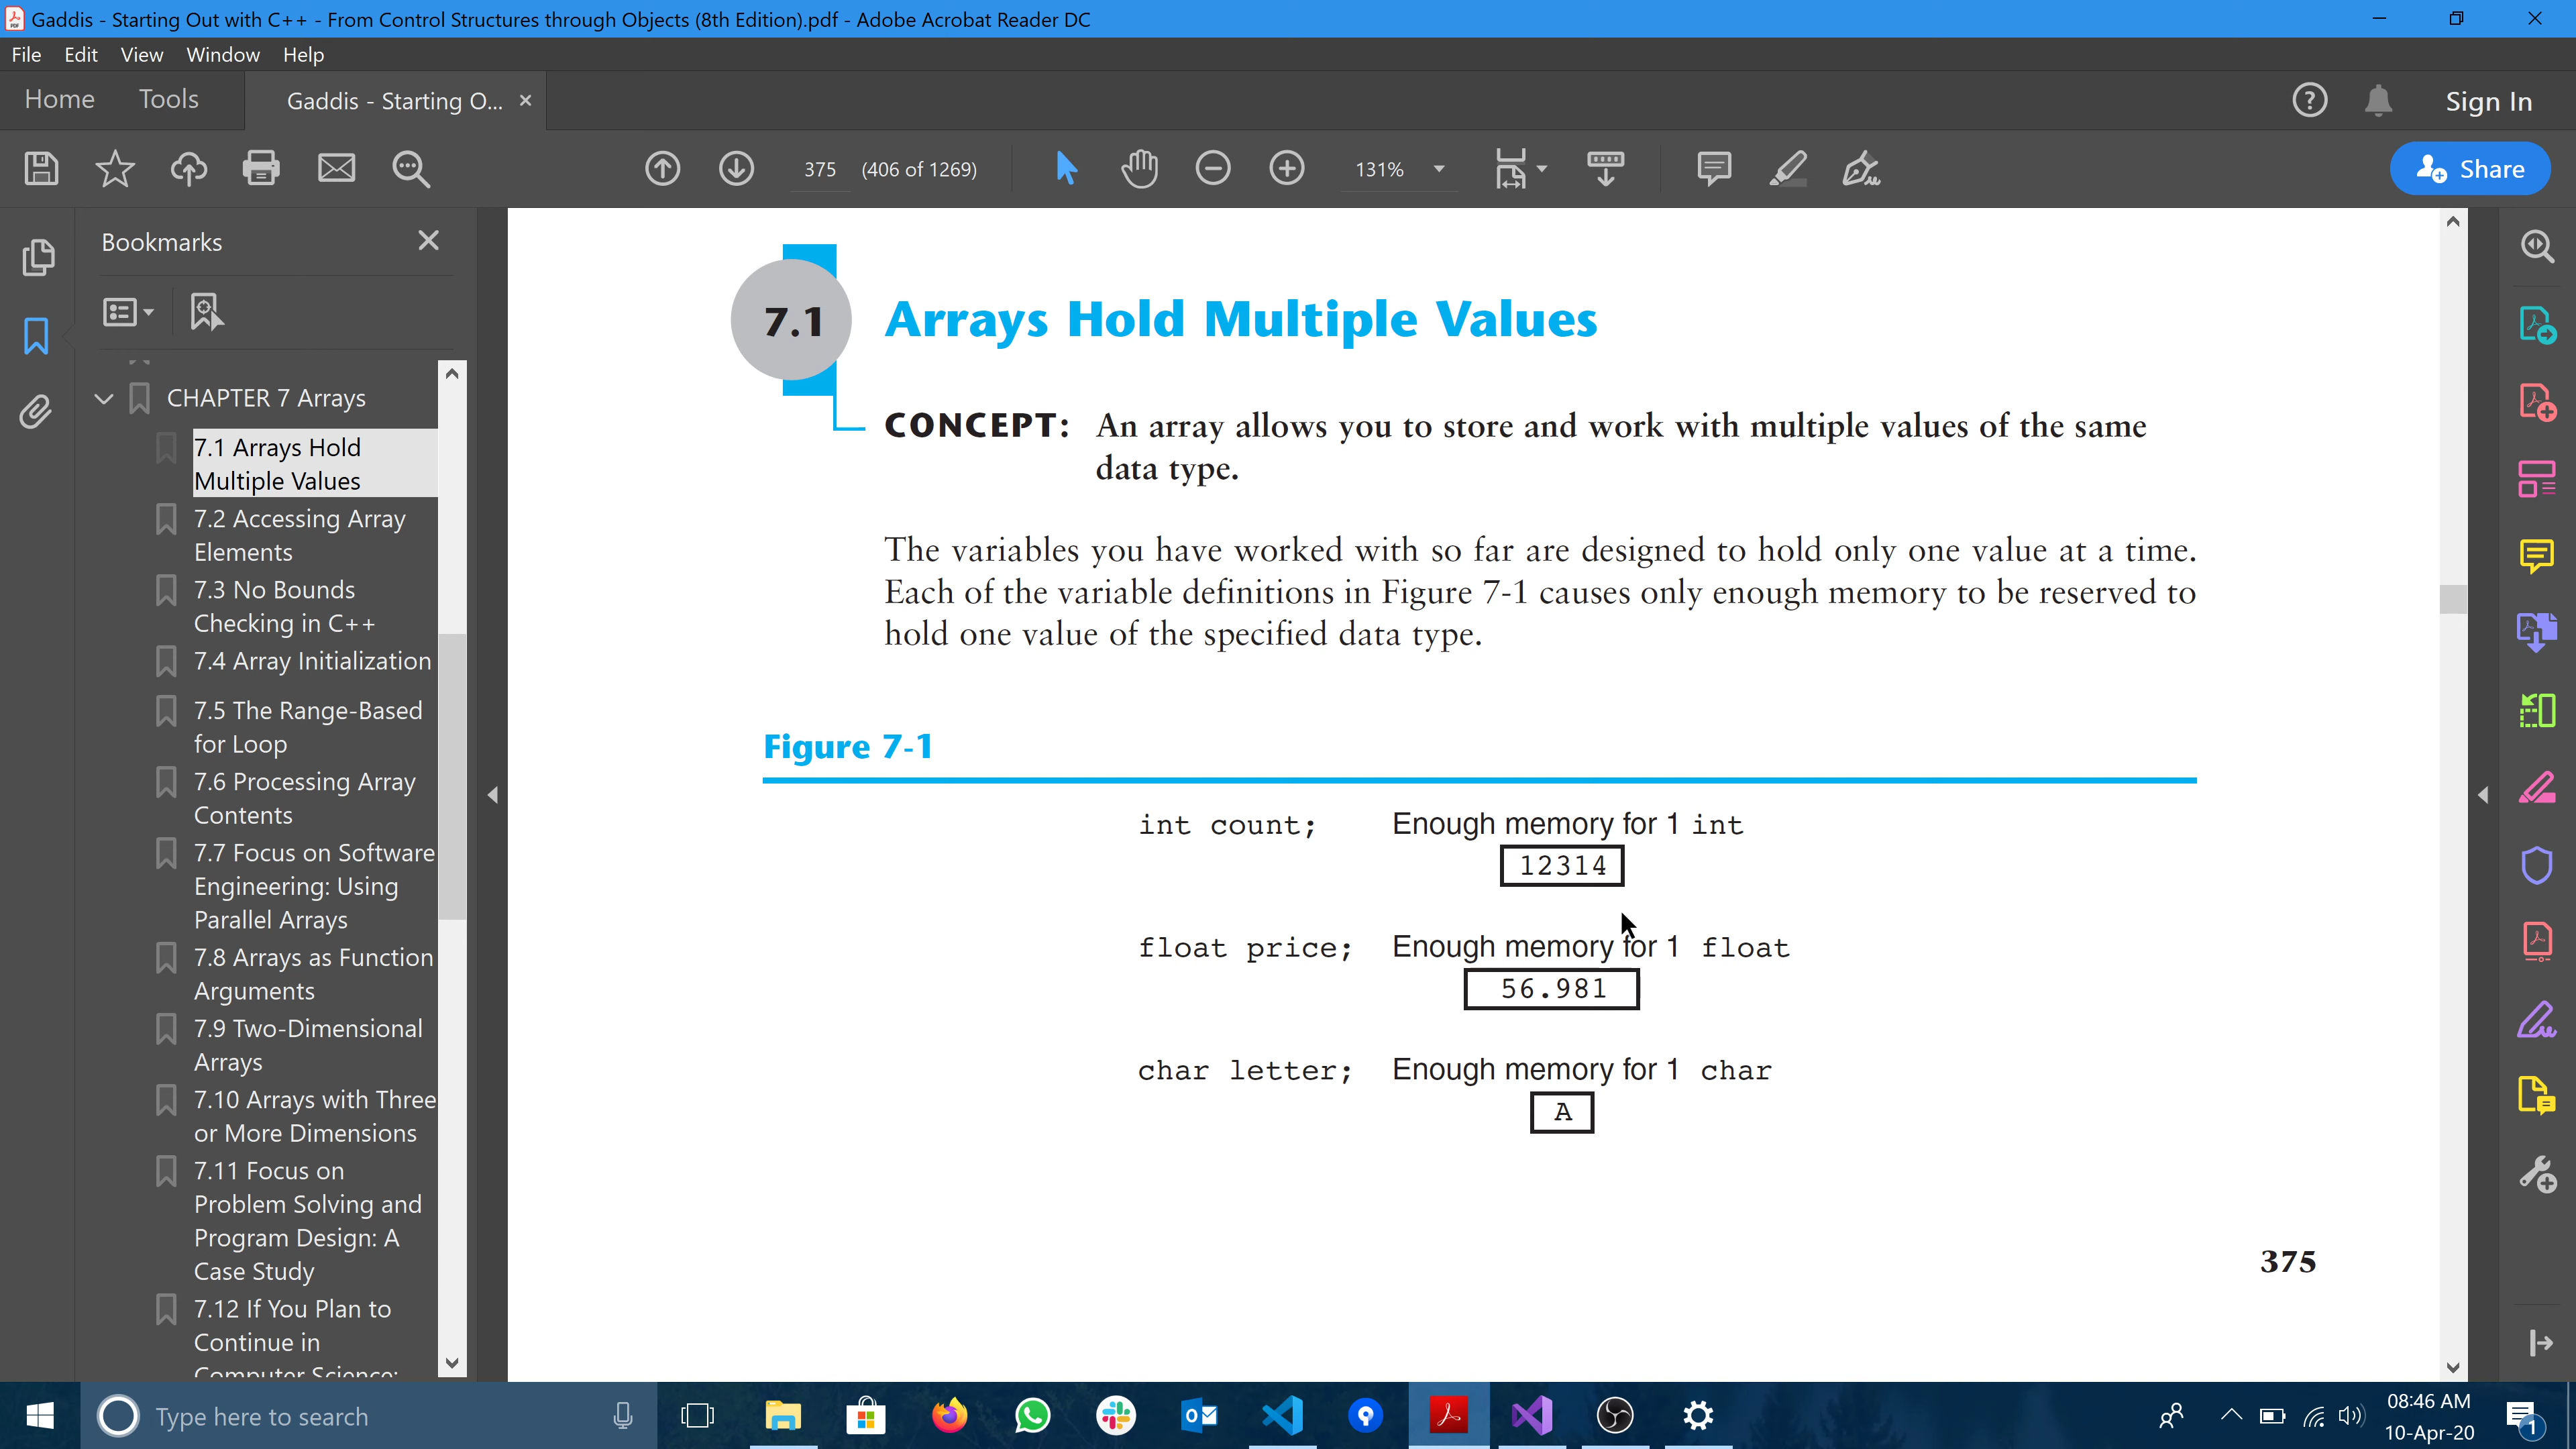 Gaddis - Starting Out with C++ - From Control Structures through Objects (8th Edition).pdf - Adobe Acrobat Reader DC
File Edit View Window Help
Home Tools Gaddis - Starting O... Sign In
375 (406 of 1269) 131% Share
Bookmarks
CHAPTER 7 Arrays
7.1 Arrays Hold
Multiple Values
7.2 Accessing Array
Elements
7.3 No Bounds
Checking in C++
7.4 Array Initialization
7.5 The Range-Based
for Loop
7.6 Processing Array
Contents
7.7 Focus on Software
Engineering: Using
Parallel Arrays
7.8 Arrays as Function
Arguments
7.9 Two-Dimensional
Arrays
7.10 Arrays with Three
or More Dimensions
7.11 Focus on
Problem Solving and
Program Design: A
Case Study
7.12 If You Plan to
Continue in
Computer Science:
7.1 Arrays Hold Multiple Values
CONCEPT: An array allows you to store and work with multiple values of the same
data type.
The variables you have worked with so far are designed to hold only one value at a time.
Each of the variable definitions in Figure 7-1 causes only enough memory to be reserved to
hold one value of the specified data type.
Figure 7-1
int count; Enough memory for 1 int
12314
float price; Enough memory for 1 float
56.981
char letter; Enough memory for 1 char
A
375
Type here to search
08:46 AM
10-Apr-20
1